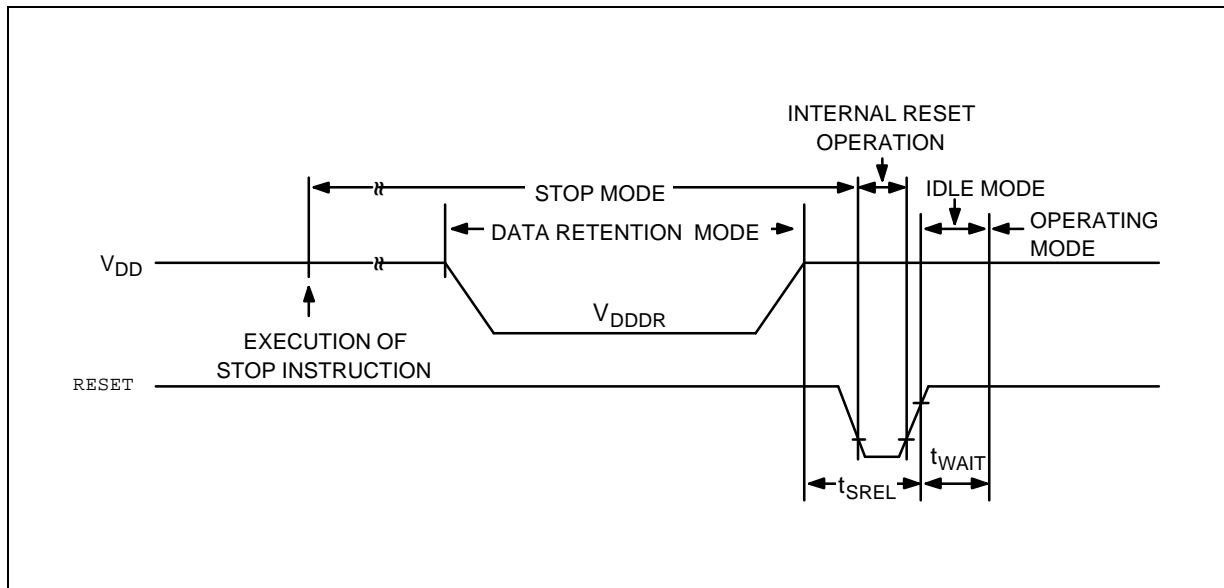 INTERNAL RESET
OPERATION
STOP MODE
IDLE MODE
DATA RETENTION MODE
OPERATING
MODE
VDD
VDDDR
EXECUTION OF
STOP INSTRUCTION
RESET
tWAIT
tSREL